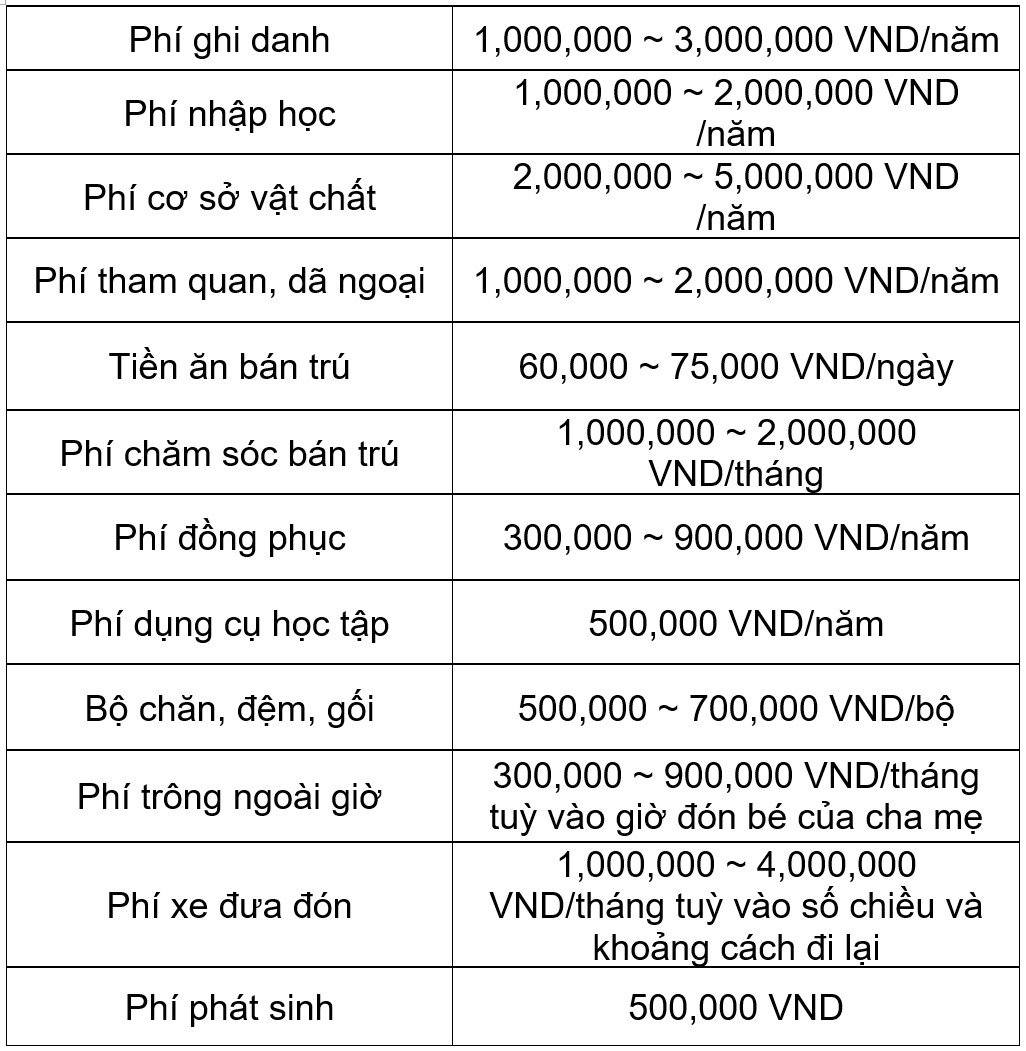 Phí ghi danh
1,000,000 ~ 3,000,000 VND/năm
Phí nhập học
1,000,000 ~ 2,000,000 VND
/năm
Phí cơ sở vật chất
2,000,000 ~ 5,000,000 VND
/năm
Phí tham quan, dã ngoại
1,000,000 ~ 2,000,000 VND/năm
Tiền ăn bán trú
60,000 ~ 75,000 VND/ngày
Phí chăm sóc bán trú
1,000,000 ~ 2,000,000
VND/tháng
Phí đồng phục
300,000 ~ 900,000 VND/năm
Phí dụng cụ học tập
500,000 VND/năm
Bộ chăn, đệm, gối
500,000 ~ 700,000 VND/bộ
Phí trông ngoài giờ
300,000 ~ 900,000 VND/tháng
tuỳ vào giờ đón bé của cha mẹ
Phí xe đưa đón
1,000,000 ~ 4,000,000
VND/tháng tuỳ vào số chiều và
khoảng cách đi lại
Phí phát sinh
500,000 VND